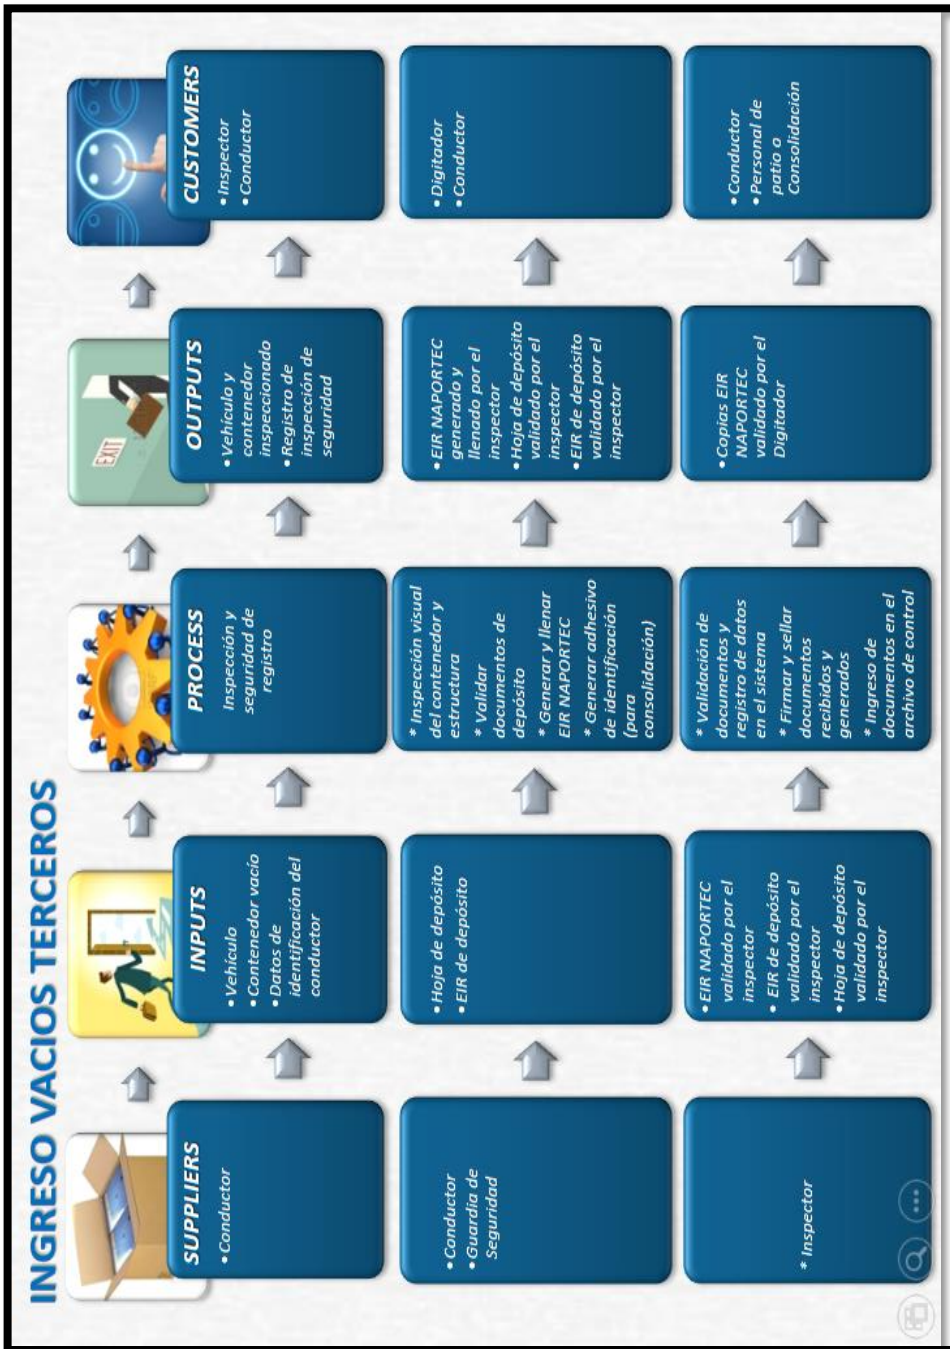 INGRESO VACIOS TERCEROS
SUPPLIERS
•Conductor
INPUTS
•Vehículo
•Contenedor vacío
•Datos de
identificación del
conductor
PROCESS
Inspección y
seguridad de
registro
EXIT
OUTPUTS
•Vehículo y
contenedor
inspeccionado
•Registro de
inspección de
seguridad
CUSTOMERS
•Inspector
•Conductor
•Conductor
•Guardia de
Seguridad
•Hoja de depósito
•EIR de depósito
* Inspección visual
del contenedor y
estructura
* Validar
documentos de
depósito
* Generar y llenar
EIR NAPORTEC
* Generar adhesivo
de identificación
(para
consolidación)
•EIR NAPORTEC
generado y
llenado por el
inspector
•Hoja de depósito
validado por el
inspector
•EIR de depósito
validado por el
inspector
•Digitador
•Conductor
* Inspector
•EIR NAPORTEC
validado por el
inspector
•EIR de depósito
validado por el
inspector
•Hoja de depósito
validado por el
inspector
* Validación de
documentos y
registro de datos
en el sistema
* Firmar y sellar
documentos
recibidos y
generados
* Ingreso de
documentos en el
archivo de control
•Copias EIR
NAPORTEC
validado por el
Digitador
•Conductor
•Personal de
patio o
Consolidación